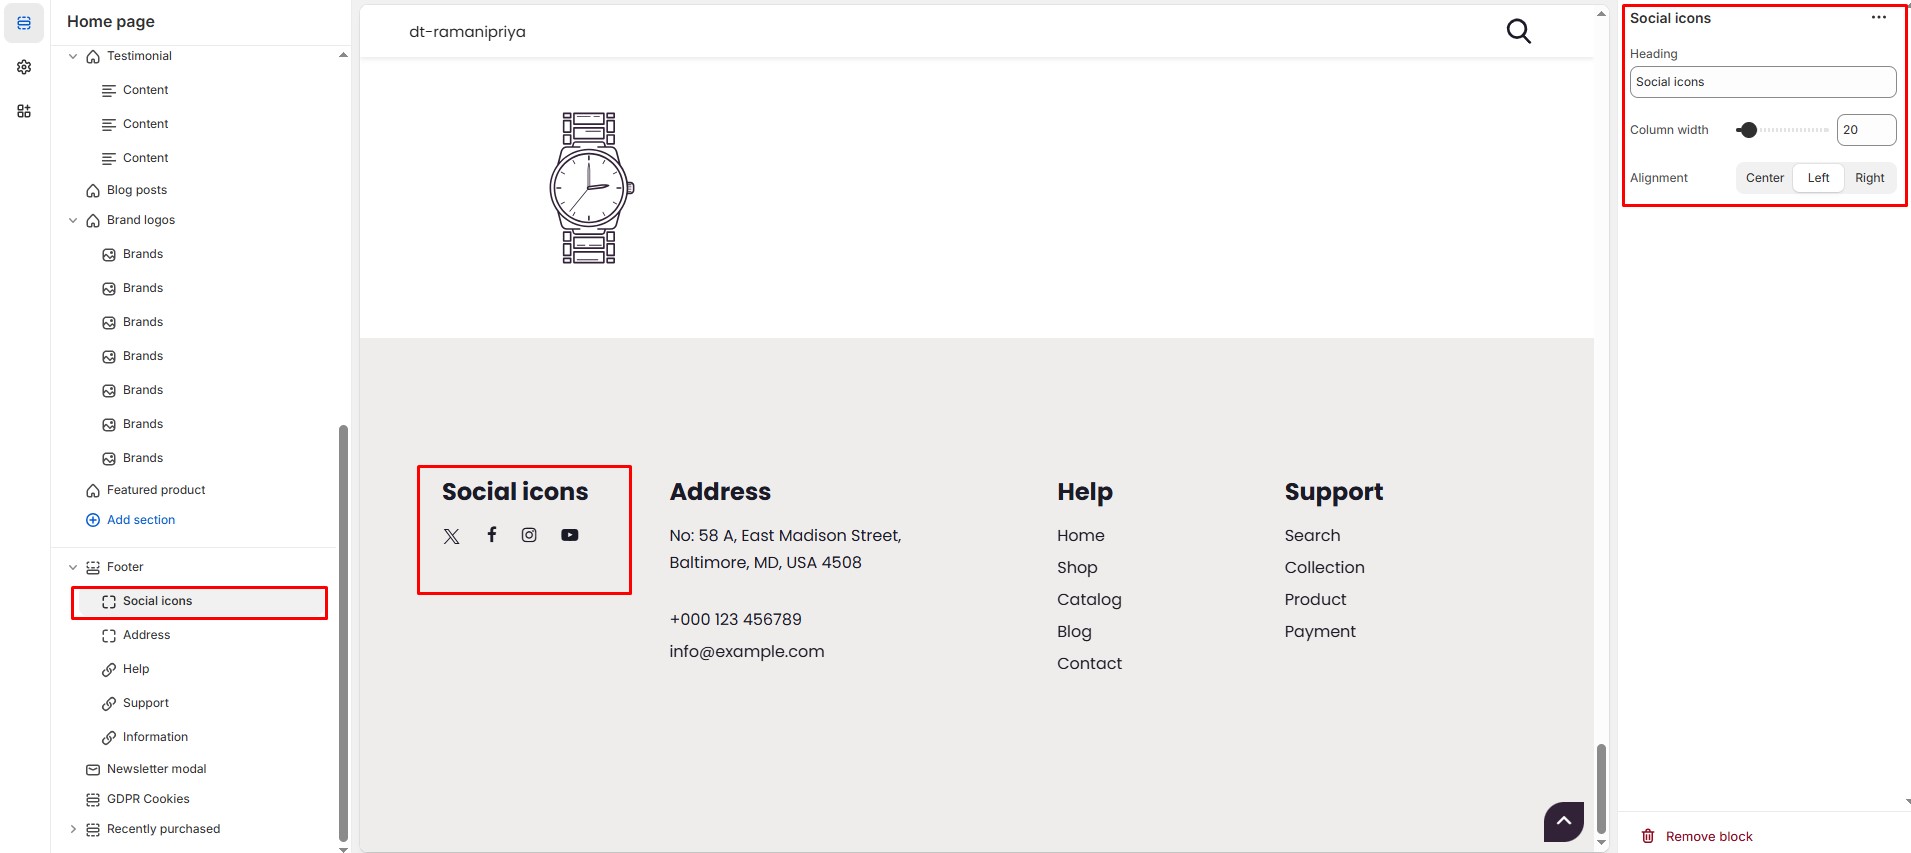 Home page
Testimonial
Content
Content
Content
Blog posts
Brand logos
Brands
Brands
Brands
Brands
Brands
Brands
Brands
Featured product
Add section
Footer
Social icons
Address
Help
Support
Information
Newsletter modal
GDPR Cookies
Recently purchased
dt-ramanipriya
Social icons
Address
No: 58 A, East Madison Street,
Baltimore, MD, USA 4508
+000 123 456789
info@example.com
Help
Home
Shop
Catalog
Blog
Contact
Support
Search
Collection
Product
Payment
Social icons
Heading
Social icons
Column width 20
Alignment Center Left Right
Remove block